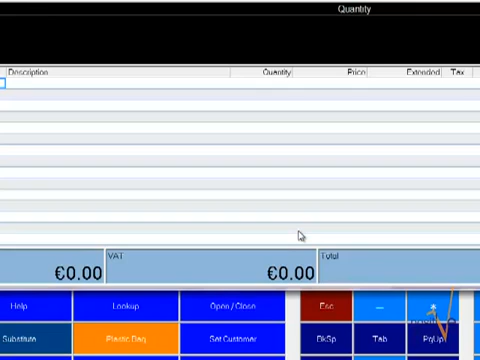 Quantity
Description Quantity Price Extended Tax
VAT Total
€0.00 €0.00
Help Lookup Open / Close Esc — *
Substitute Plastic Bag Set Customer BkSp Tab PgUp